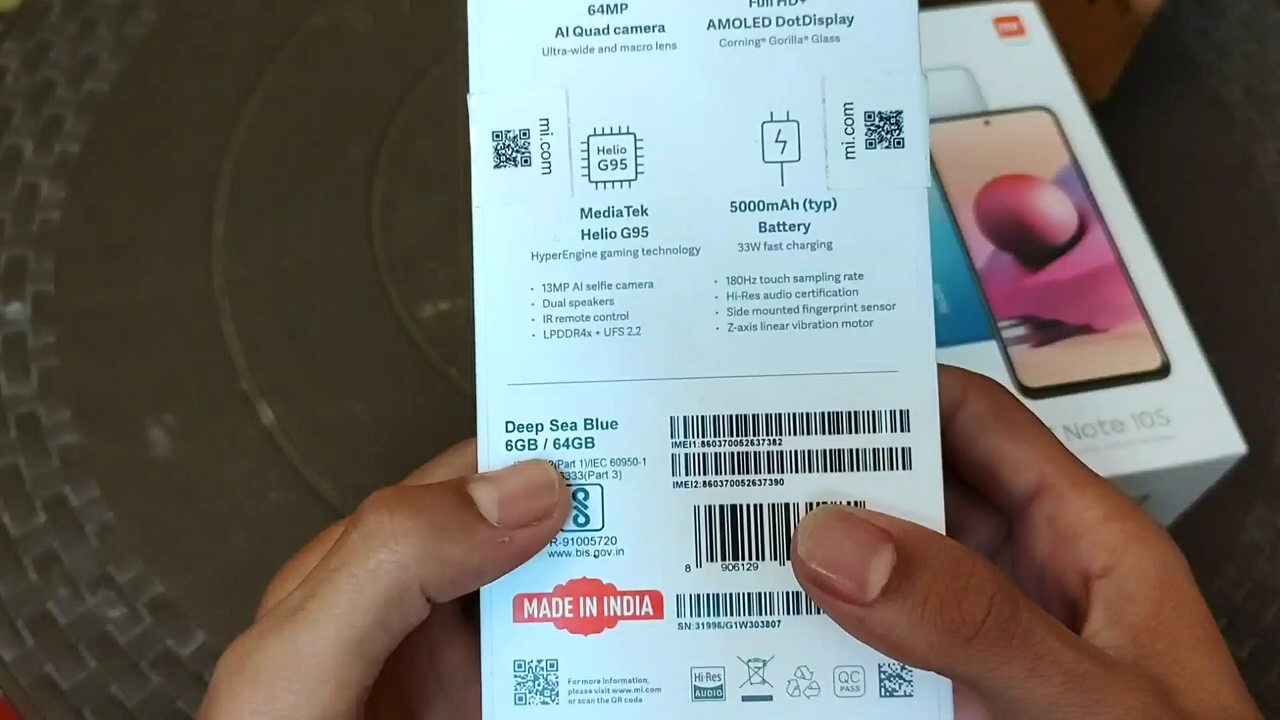 64MP
AI Quad camera
Ultra-wide and macro lens
Full HD+
AMOLED DotDisplay
Corning® Gorilla® Glass
mi.com
Helio
G95
mi.com
MediaTek
Helio G95
HyperEngine gaming technology
5000mAh (typ)
Battery
33W fast charging
• 13MP AI selfie camera
• Dual speakers
• IR remote control
• LPDDR4x + UFS 2.2
• 180Hz touch sampling rate
• Hi-Res audio certification
• Side mounted fingerprint sensor
• Z-axis linear vibration motor
Deep Sea Blue
6GB / 64GB
(Part 1)/IEC 60950-1
333(Part 3)
R-91005720
www.bis.gov.in
MADE IN INDIA
IMEI1:860370052637382
IMEI2:860370052637390
8 906129
SN:31996/G1W303807
For more information,
please visit www.mi.com
or scan the QR code
Hi-Res
AUDIO
QC
PASS
Note 10S